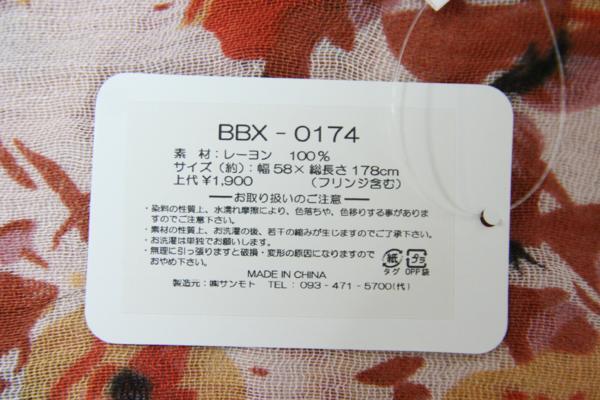 BBX - 0174
素 材：レーヨン 100％
サイズ（約）：幅 58× 総長さ 178cm
上代 ¥1,900 （フリンジ含む）
お取り扱いのご注意
・染料の性質上、水濡れ摩擦により、色落ちや、色移りする事がありま
すのでご注意下さい。
・素材の性質上、お洗濯の後、若干の縮みが生じますのでご了承下さい。
・お洗濯は単独でお願いします。
・無理に引っ張りますと破損・変形の原因になりますので
おやめ下さい。
紙 プラ
タグ OPP袋
MADE IN CHINA
製造元：㈱サンモト TEL：093-471-5700(代)